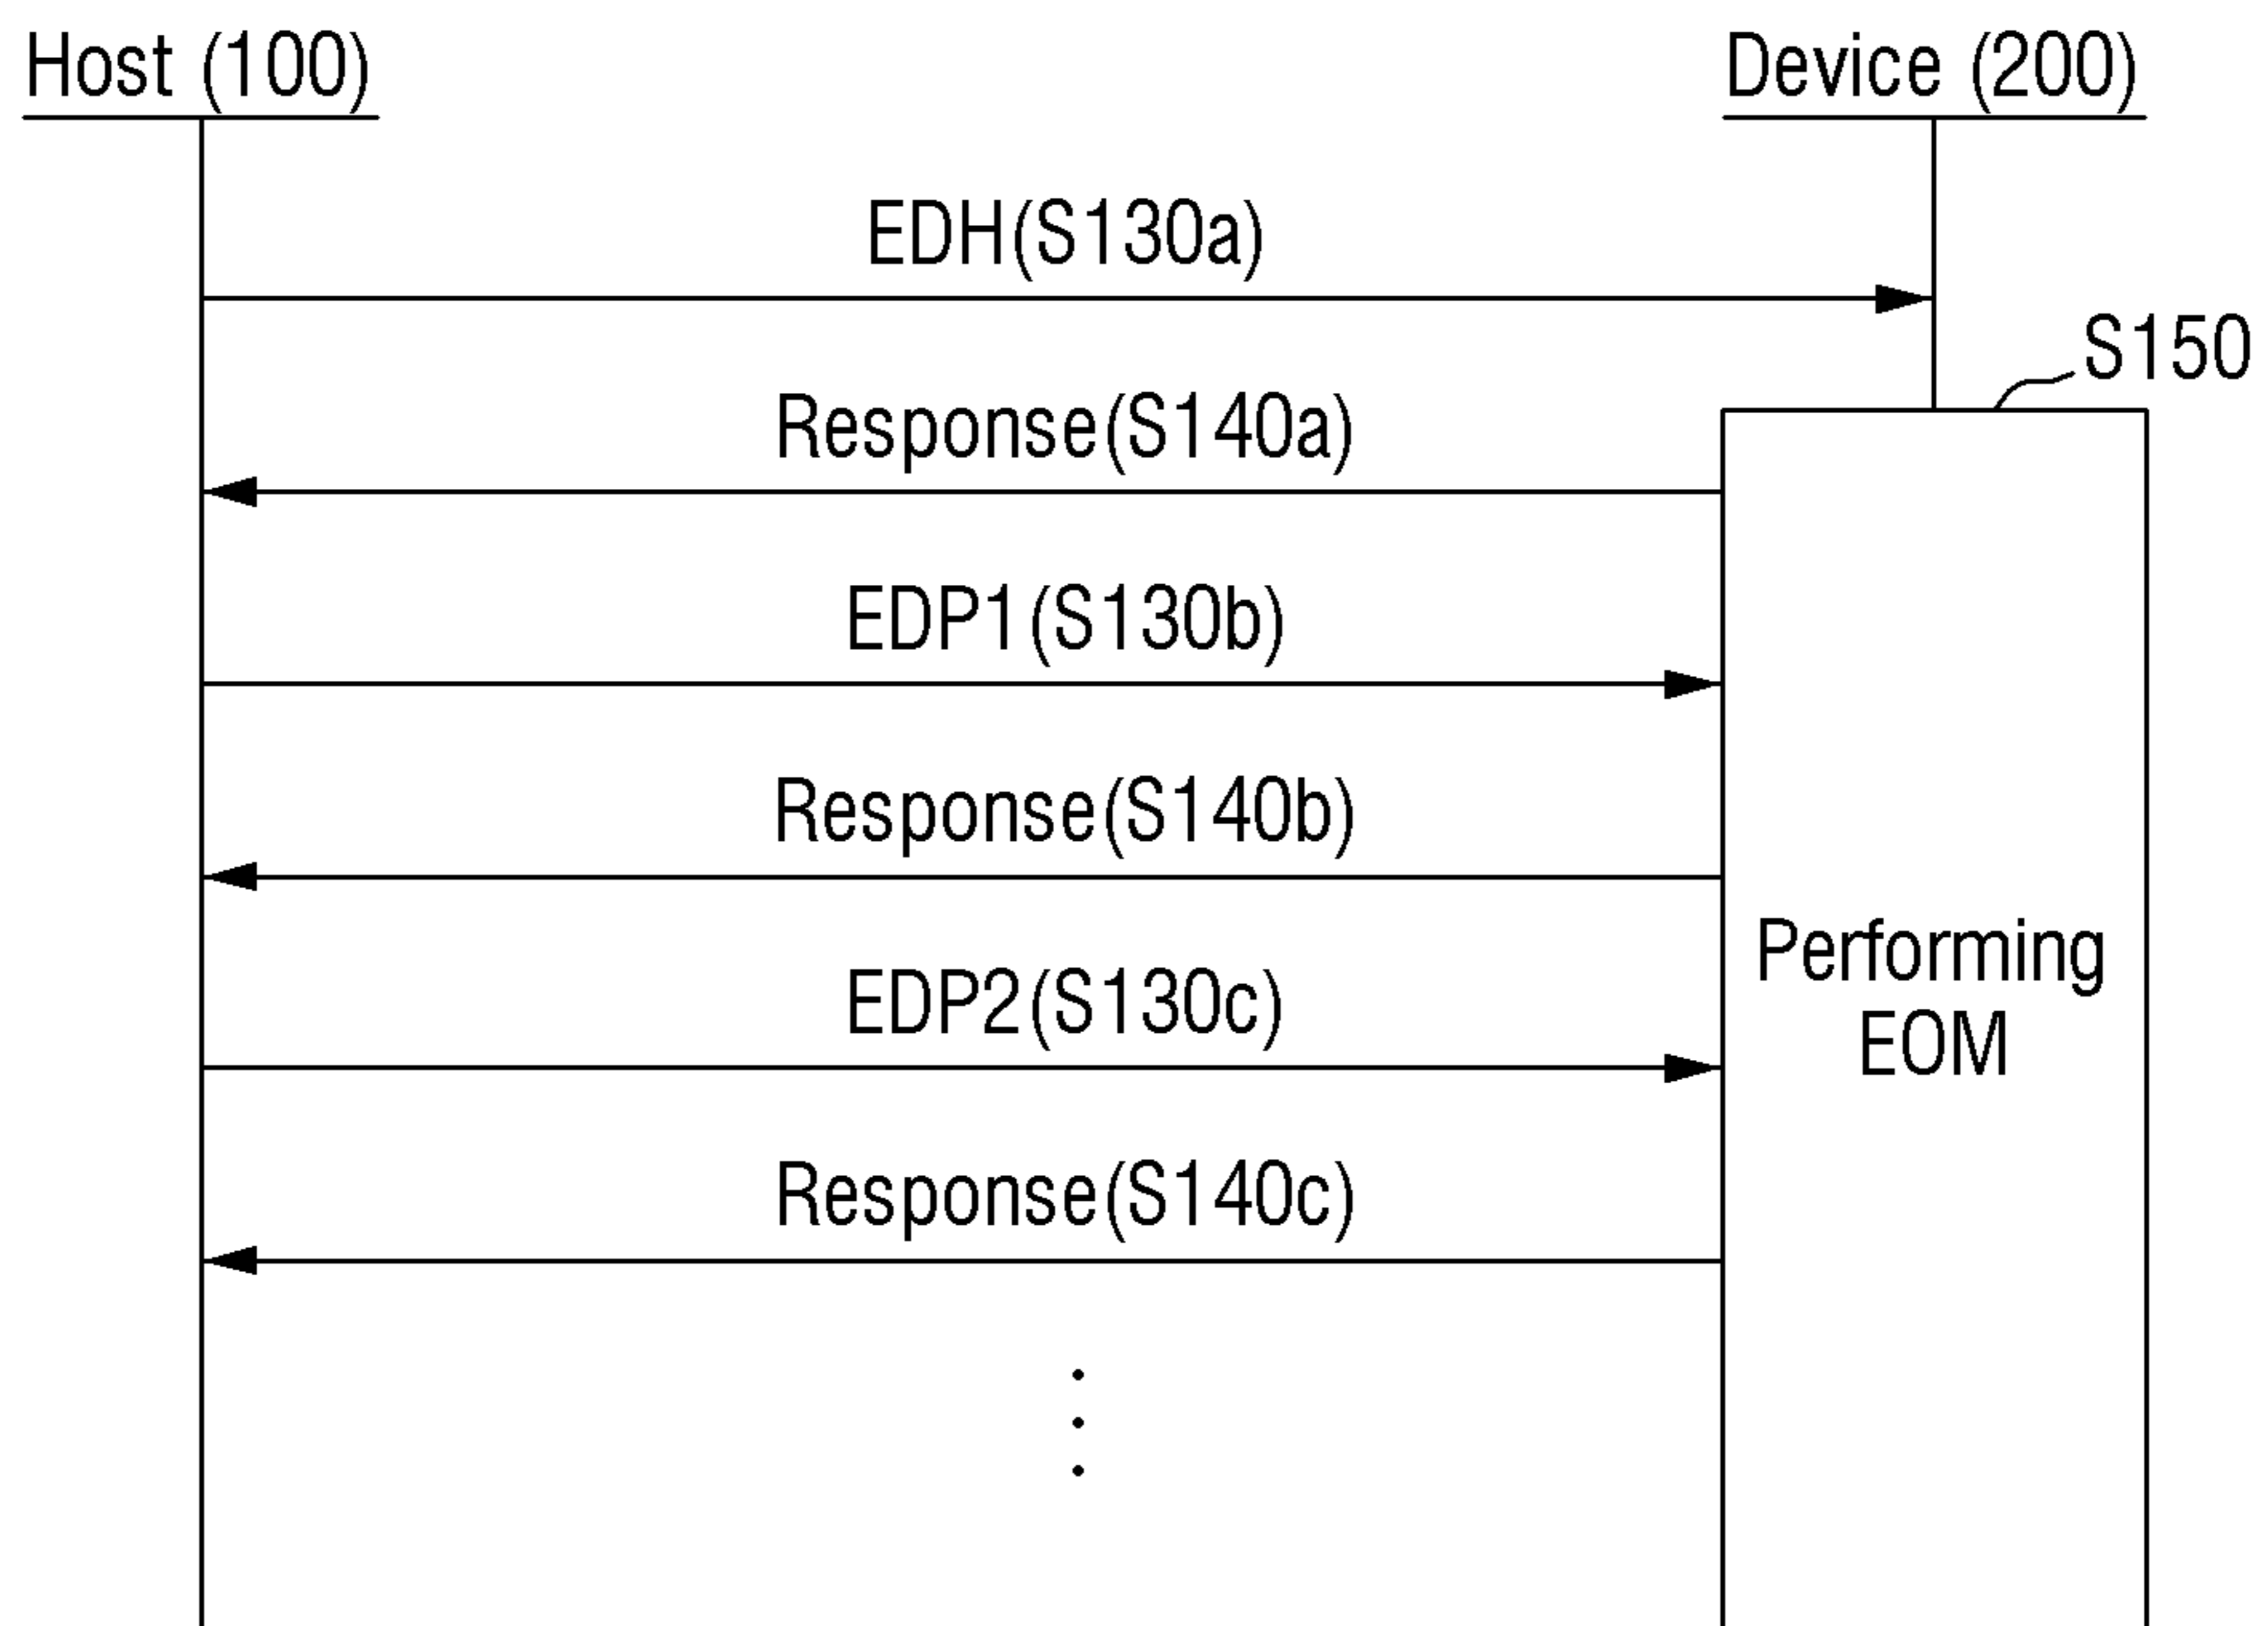 Host (100)
Device (200)
EDH(S130a)
S150
Response(S140a)
EDP1(S130b)
Response(S140b)
Performing
EOM
EDP2(S130c)
Response(S140c)